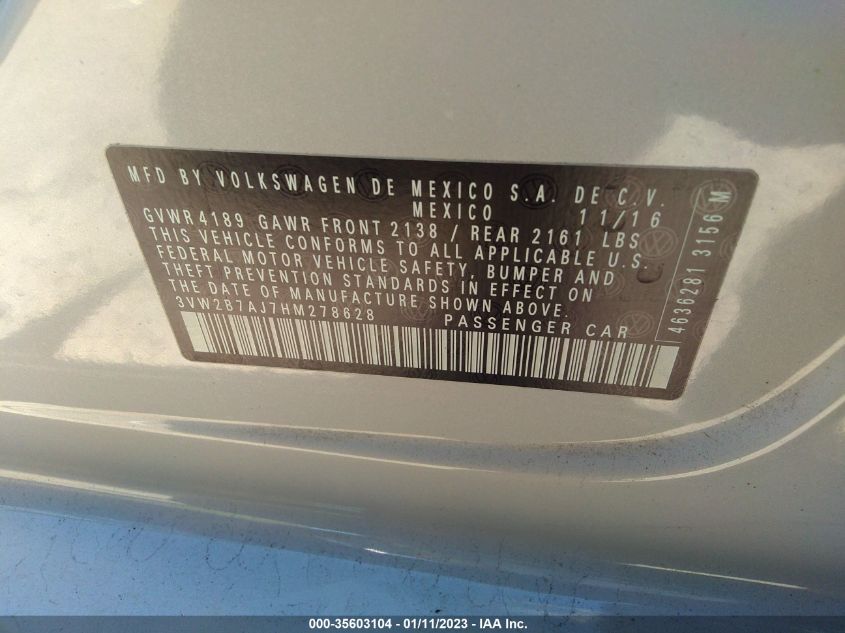 MFD BY VOLKSWAGEN DE MEXICO S.A. DE C.V.
MEXICO 11/16
GVWR4189 GAWR FRONT 2138 / REAR 2161 LBS
THIS VEHICLE CONFORMS TO ALL APPLICABLE U.S.
FEDERAL MOTOR VEHICLE SAFETY, BUMPER AND
THEFT PREVENTION STANDARDS IN EFFECT ON
THE DATE OF MANUFACTURE SHOWN ABOVE.
3VW2B7AJ7HM278628 PASSENGER CAR
4636281 3156 M
000-35603104 - 01/11/2023 - IAA Inc.